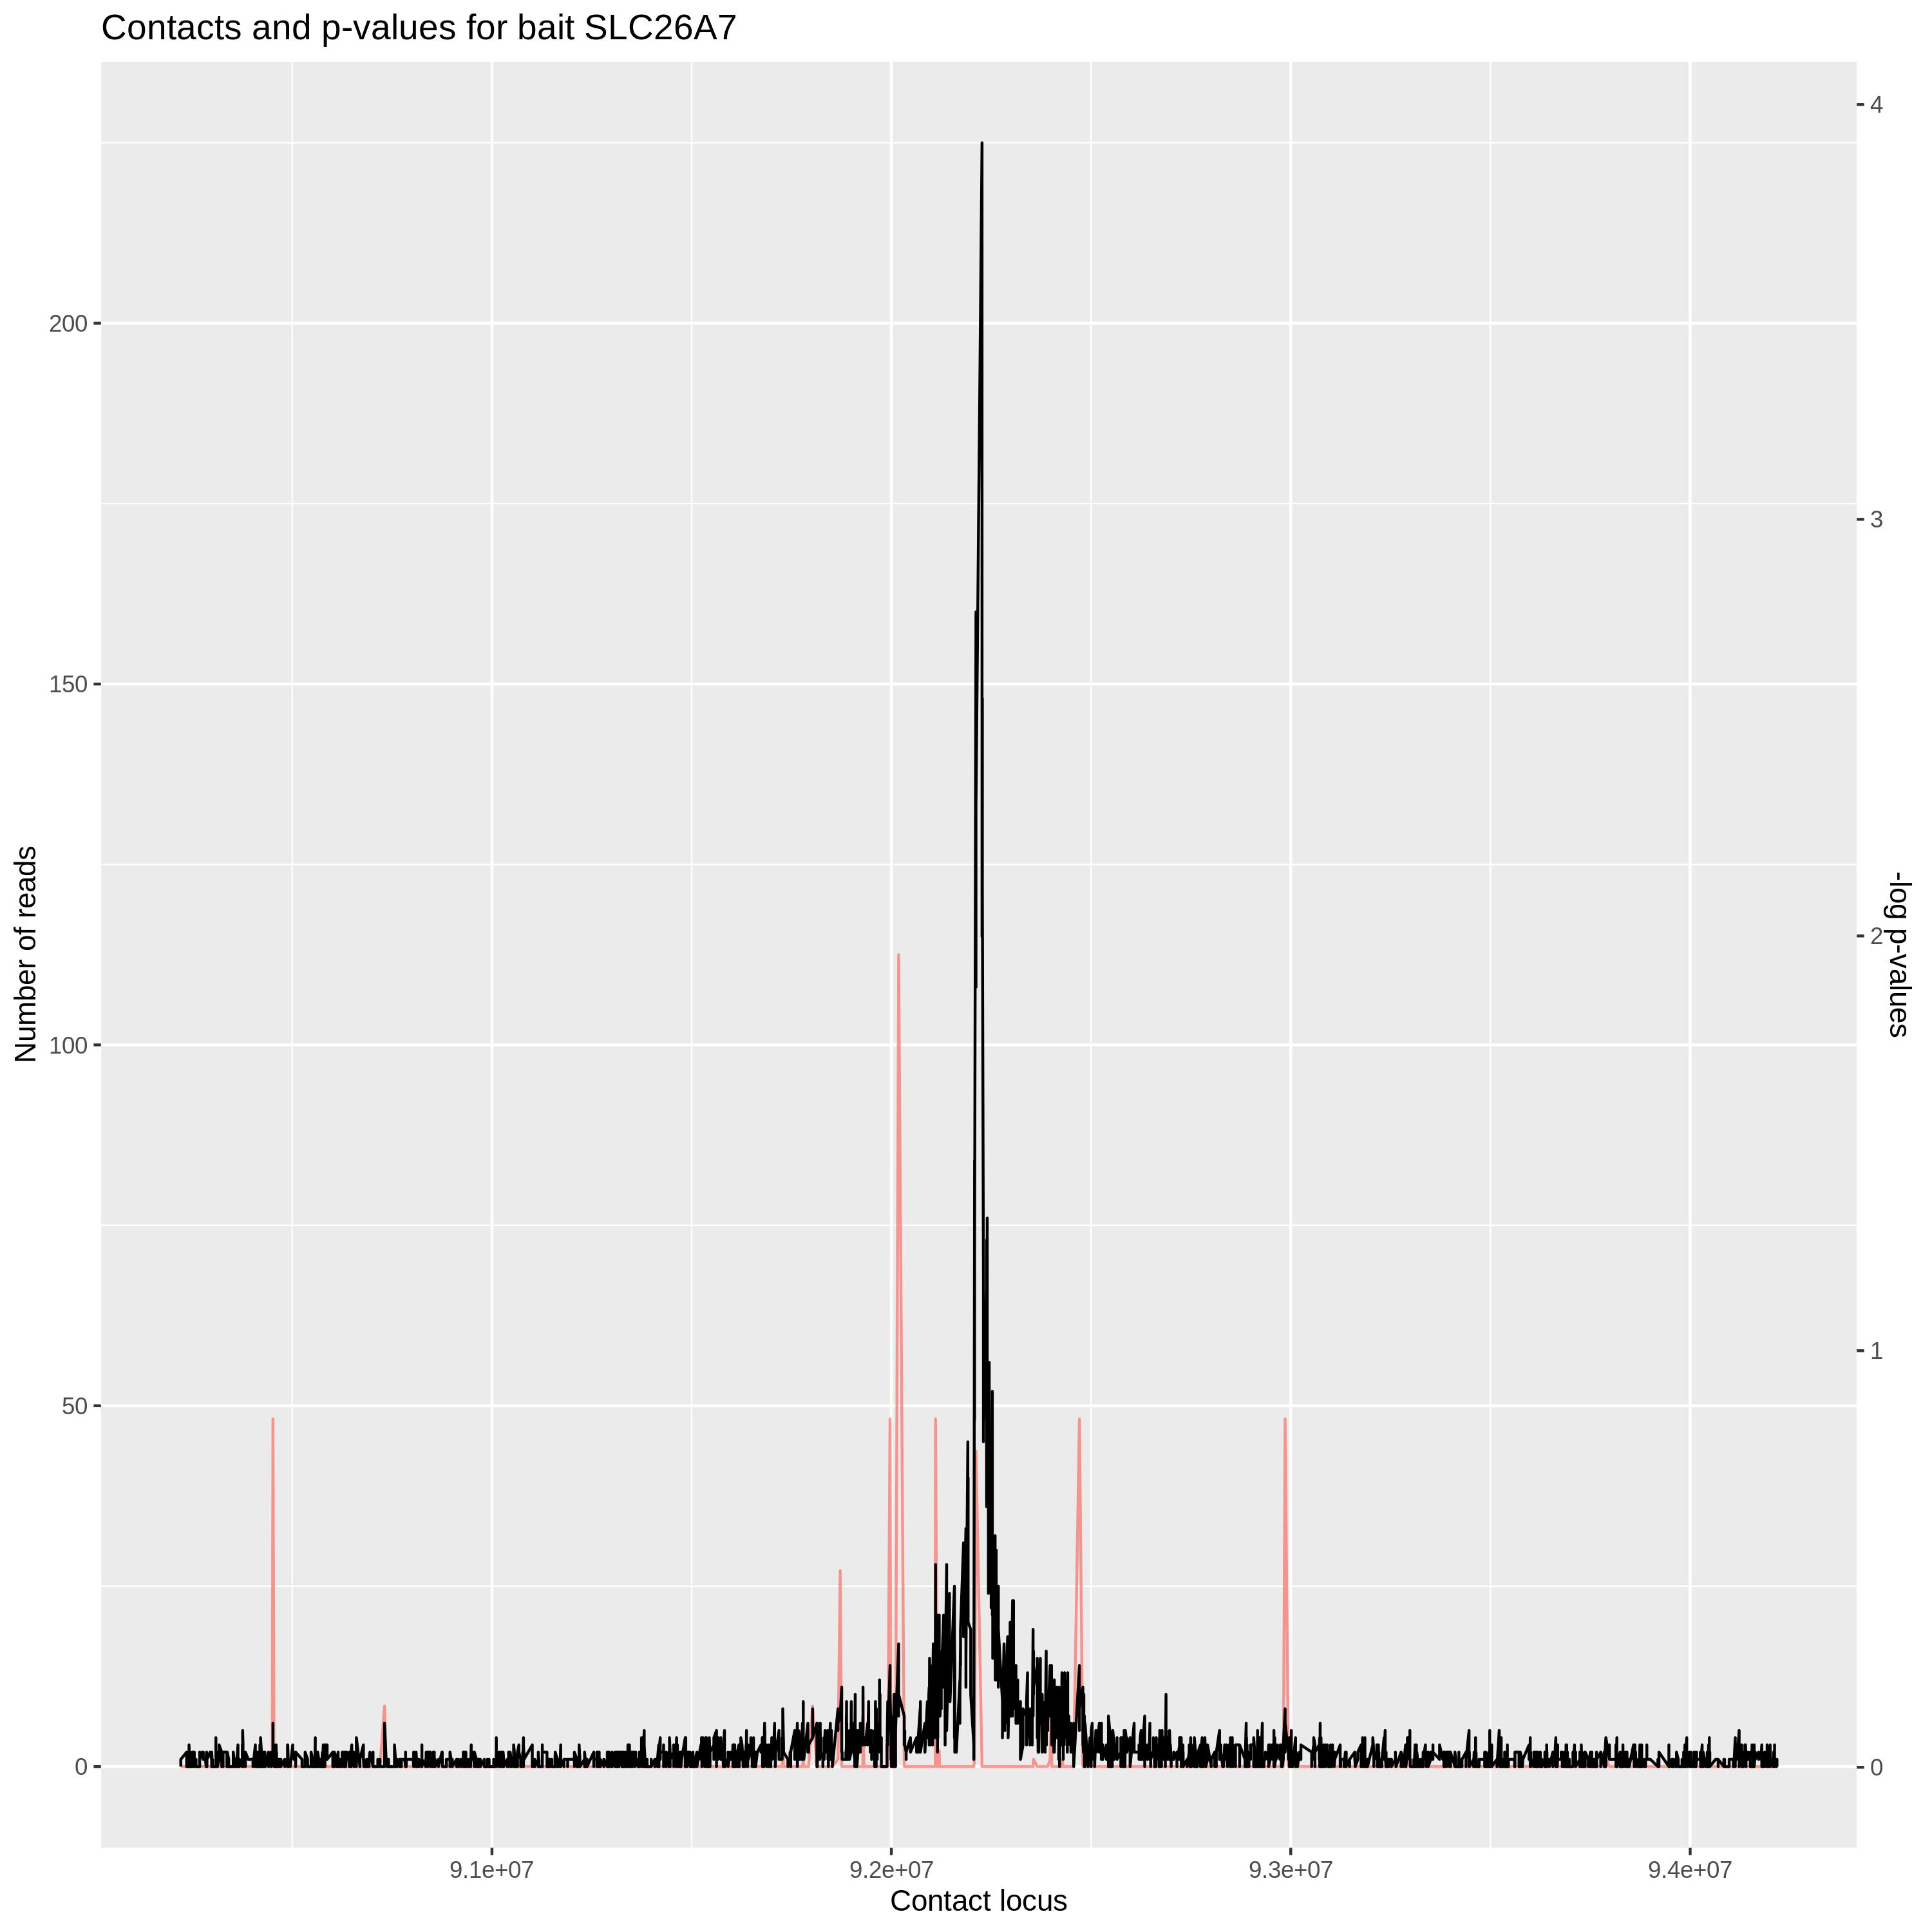 Contacts and p-values for bait SLC26A7
Number of reads
200
150
100
50
0
4
3
2
1
0
-log p-values
9.1e+07
9.2e+07
9.3e+07
9.4e+07
Contact locus